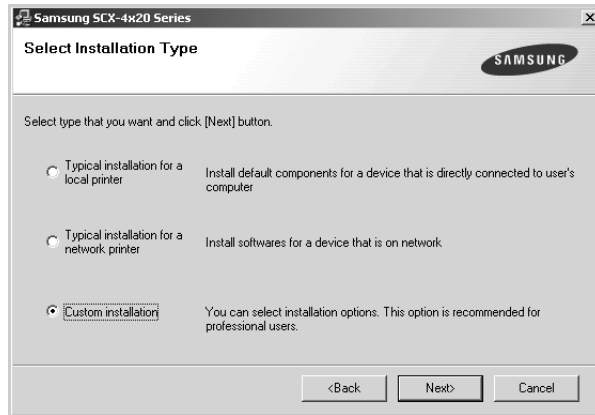 Samsung SCX-4x20 Series
Select Installation Type
SAMSUNG
Select type that you want and click [Next] button.
Typical installation for a
local printer
Install default components for a device that is directly connected to user's
computer
Typical installation for a
network printer
Install softwares for a device that is on network
Custom installation
You can select installation options. This option is recommended for
professional users.
<Back
Next>
Cancel